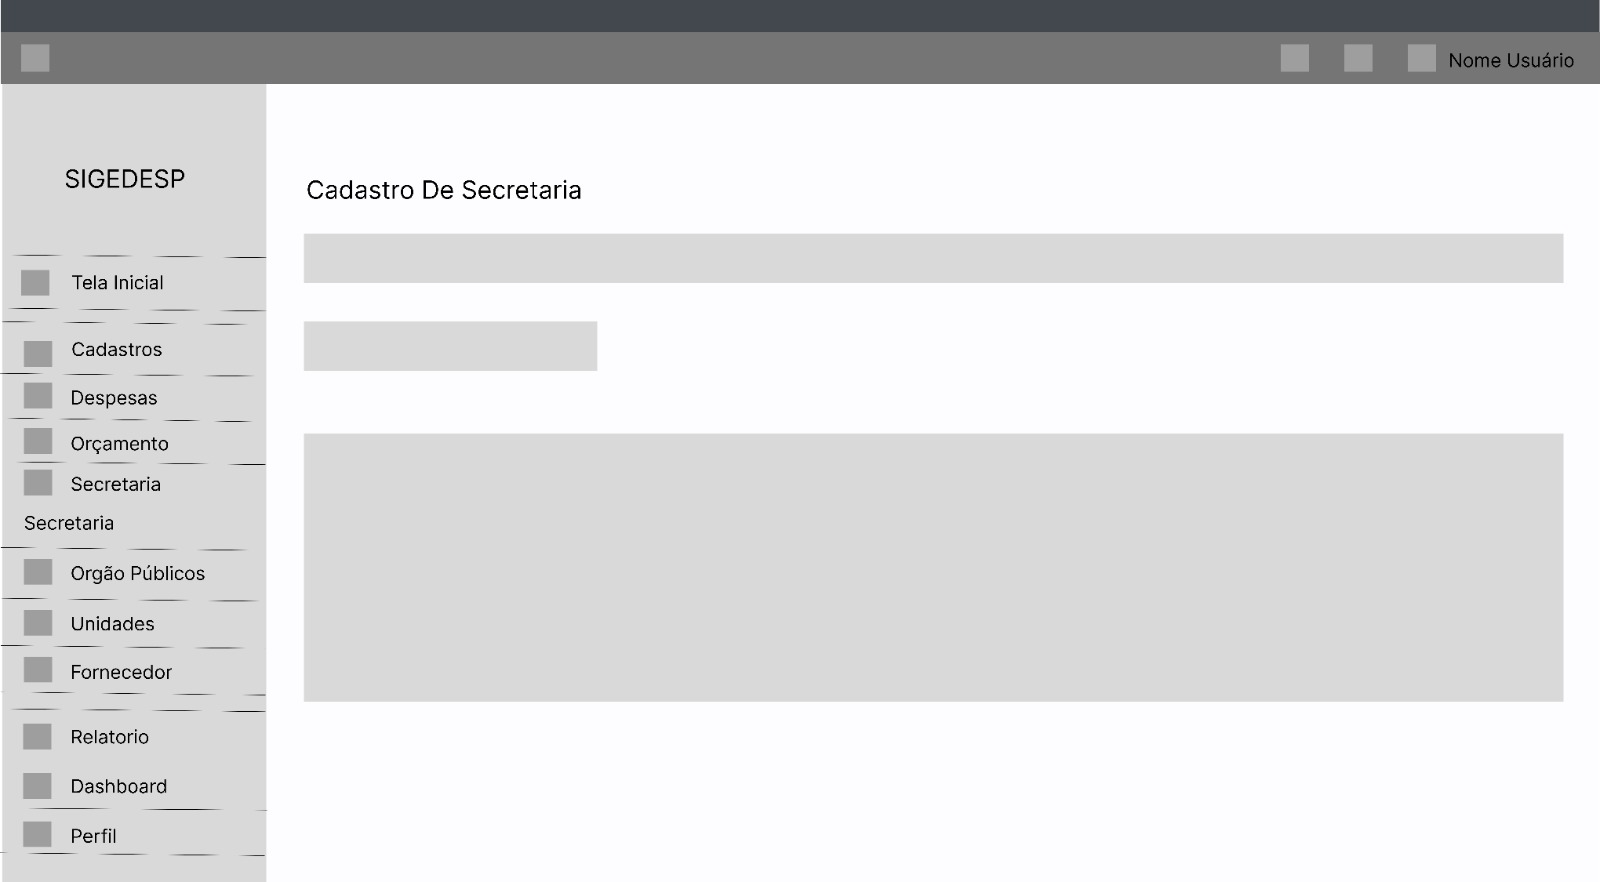 Nome Usuário
SIGEDESP
Cadastro De Secretaria
Tela Inicial
Cadastros
Despesas
Orçamento
Secretaria
Secretaria
Orgão Públicos
Unidades
Fornecedor
Relatorio
Dashboard
Perfil